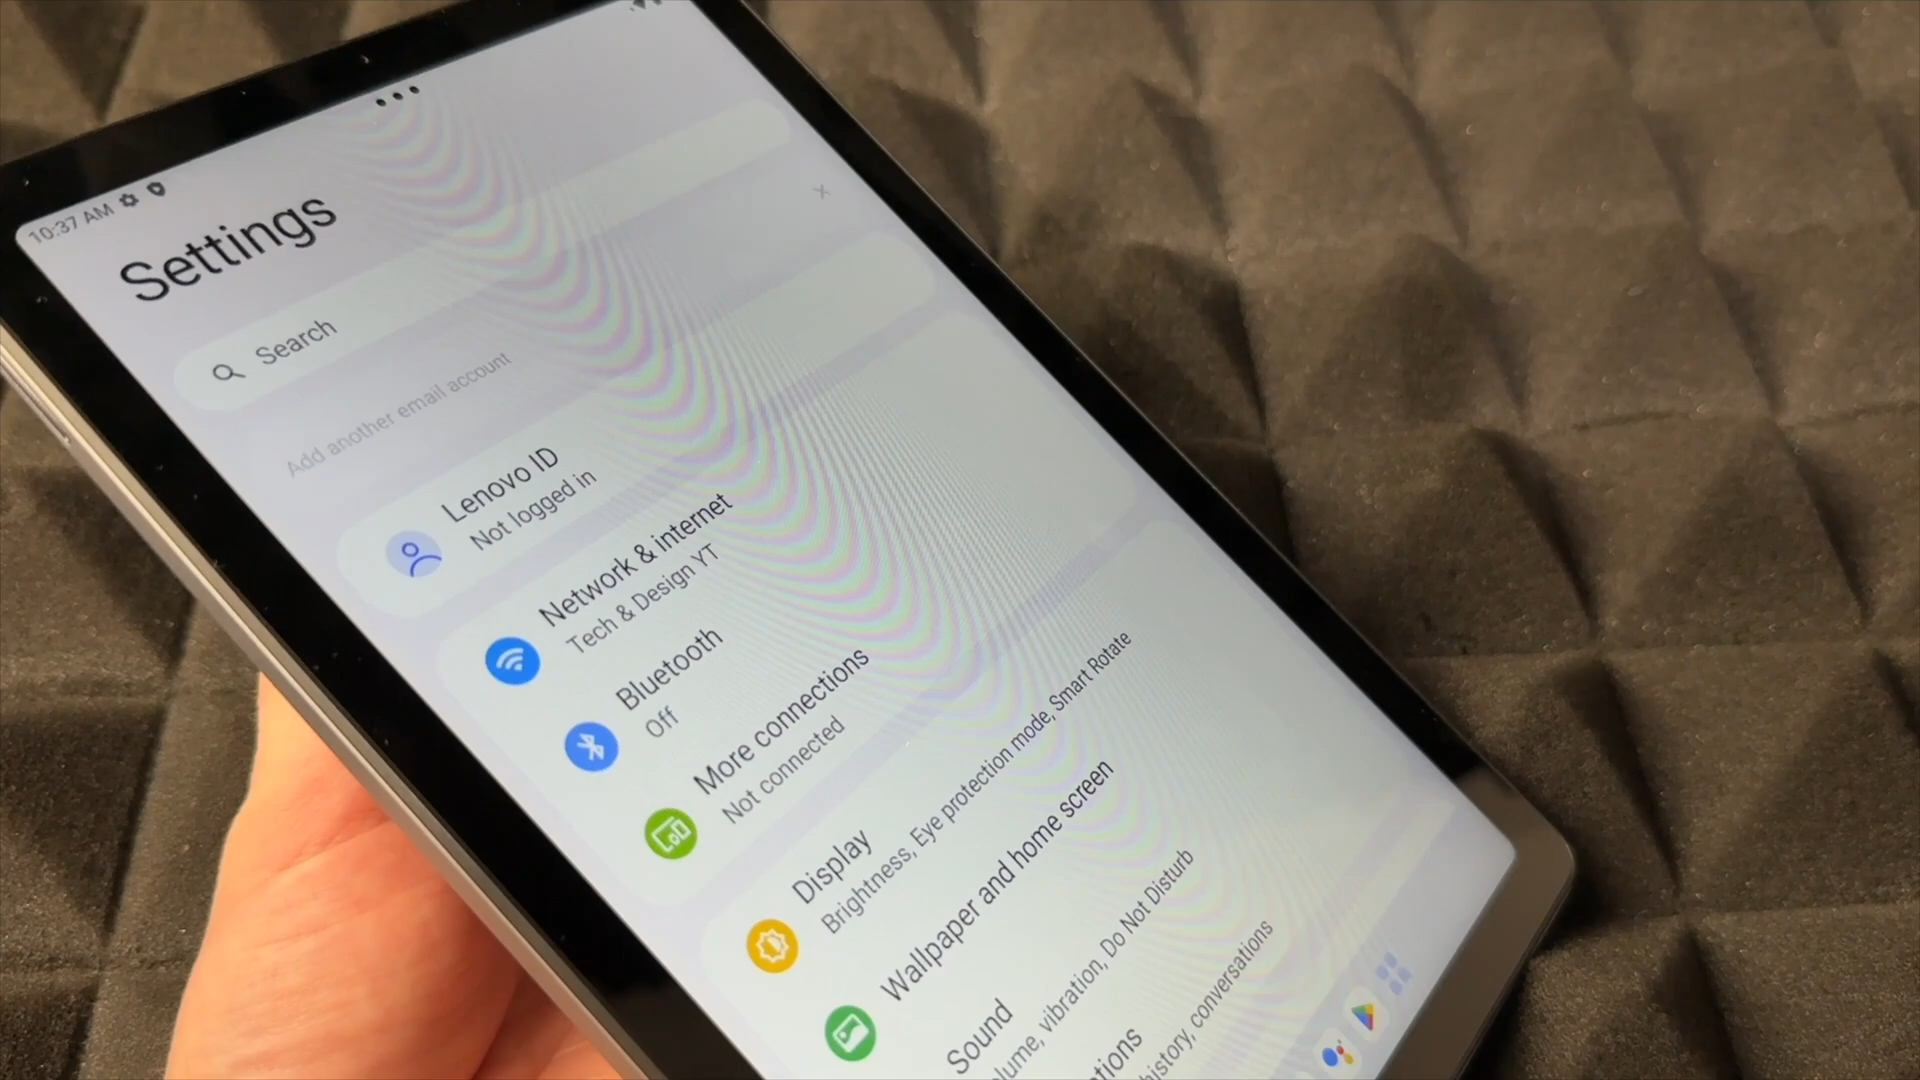 10:37 AM
Settings
Search
Add another email account
Lenovo ID
Not logged in
Network & internet
Tech & Design YT
Bluetooth
Off
More connections
Not connected
Display
Brightness, Eye protection mode, Smart Rotate
Wallpaper and home screen
Sound
vibration, Do Not Disturb
history, conversations